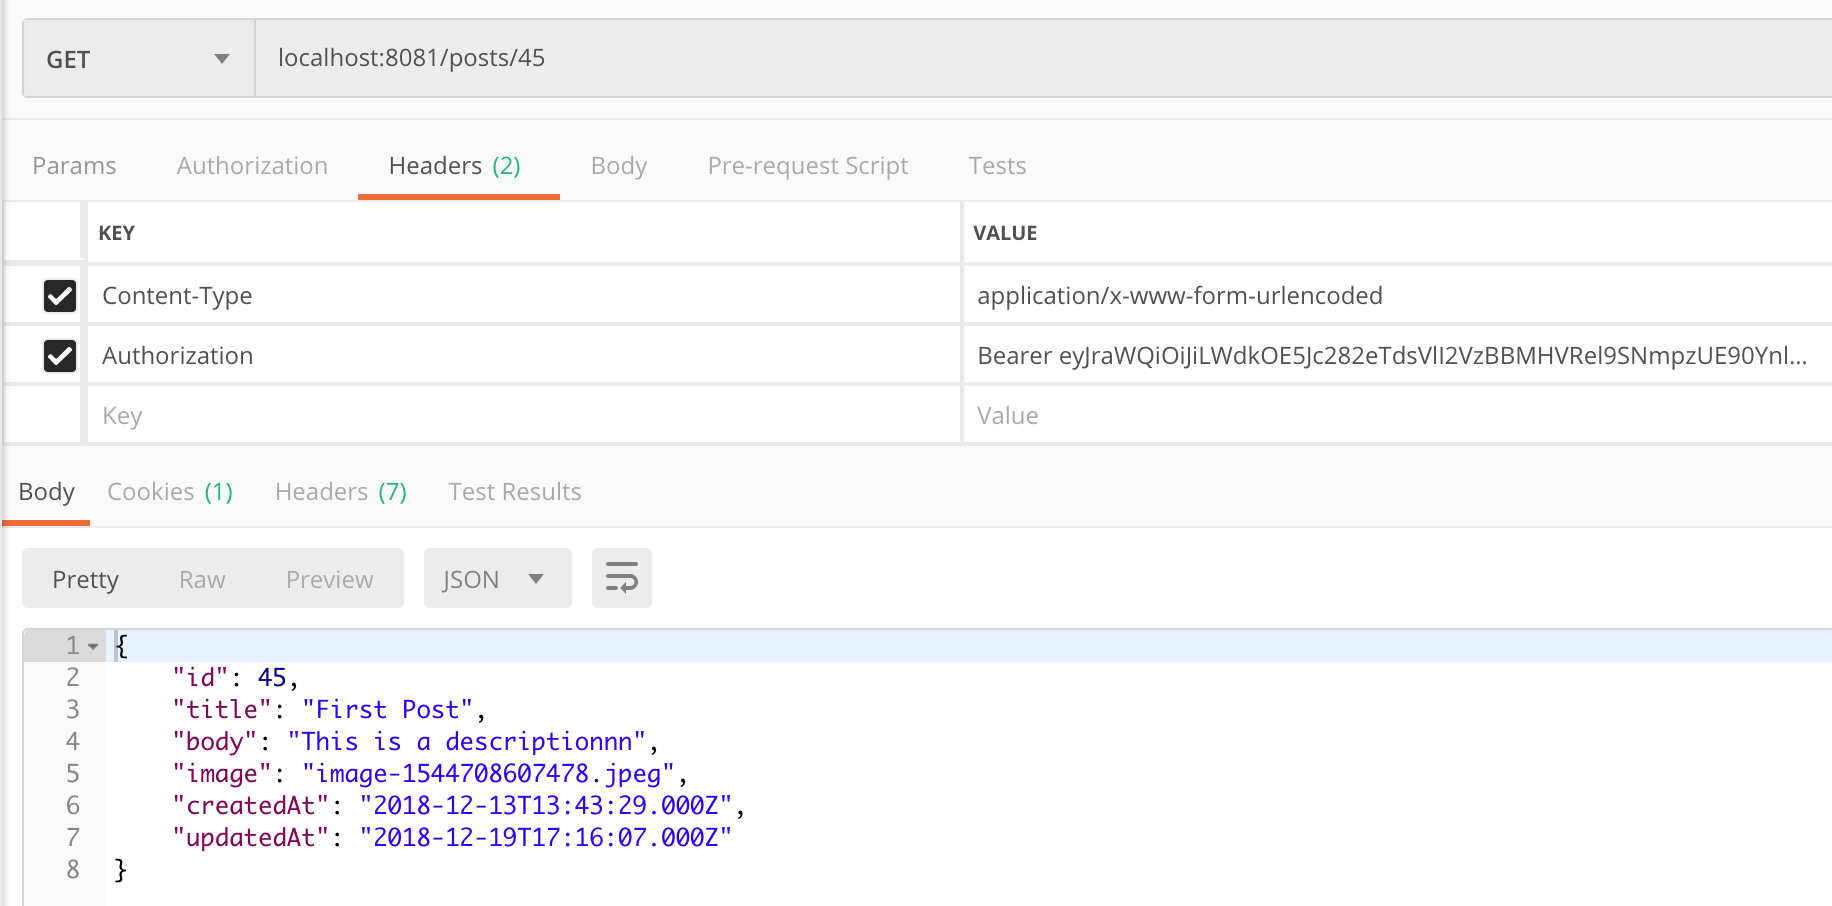 GET localhost:8081/posts/45
Params Authorization Headers (2) Body Pre-request Script Tests
KEY VALUE
Content-Type application/x-www-form-urlencoded
Authorization Bearer eyJraWQiOiJiLWdkOE5Jc282eTdsVlI2VzBBMHVRel9SNmpzUE90Ynl...
Key Value
Body Cookies (1) Headers (7) Test Results
Pretty Raw Preview JSON
1 {
2 "id": 45,
3 "title": "First Post",
4 "body": "This is a descriptionnn",
5 "image": "image-1544708607478.jpeg",
6 "createdAt": "2018-12-13T13:43:29.000Z",
7 "updatedAt": "2018-12-19T17:16:07.000Z"
8 }